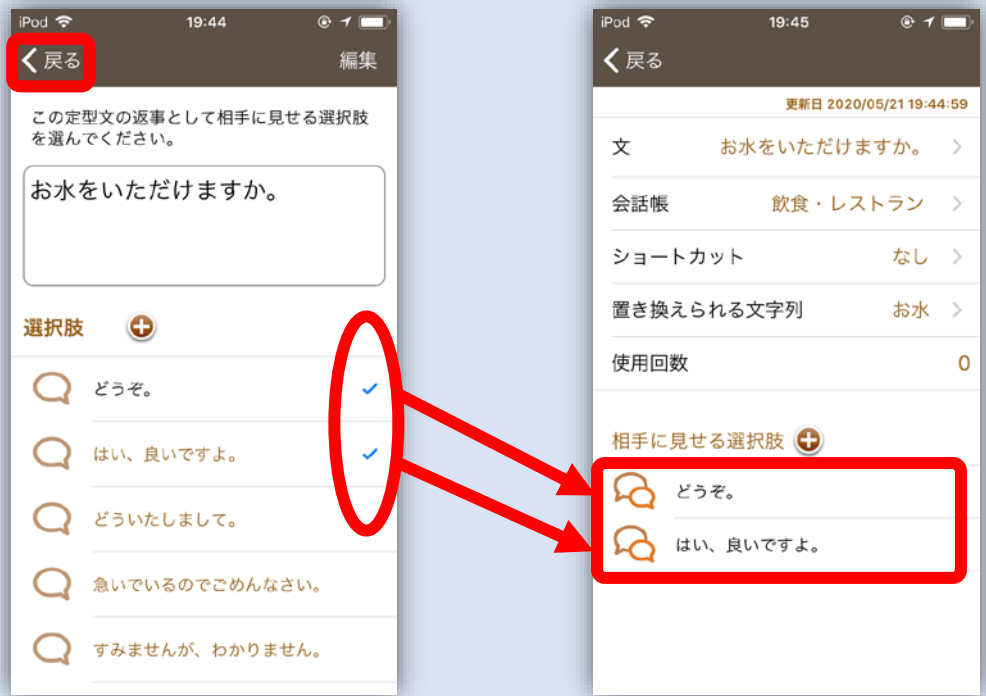 iPod 19:44
戻る 編集
この定型文の返事として相手に見せる選択肢
を選んでください。
お水をいただけますか。
選択肢
どうぞ。
はい、良いですよ。
どういたしまして。
急いでいるのでごめんなさい。
すみませんが、わかりません。
iPod 19:45
戻る
更新日 2020/05/21 19:44:59
文 お水をいただけますか。
会話帳 飲食・レストラン
ショートカット なし
置き換えられる文字列 お水
使用回数 0
相手に見せる選択肢
どうぞ。
はい、良いですよ。